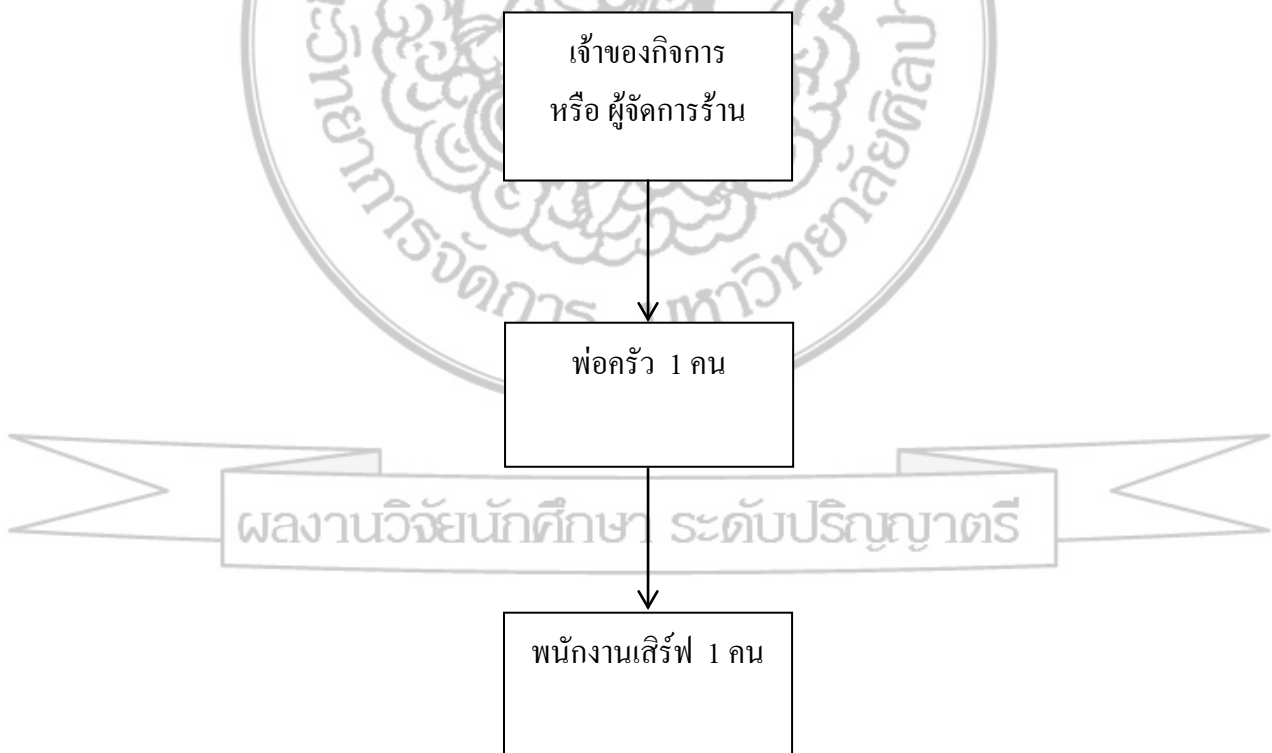 เจ้าของกิจการ
หรือ ผู้จัดการร้าน
พ่อครัว 1 คน
ผลงานวิจัยนักศึกษา ระดับปริญญาตรี
พนักงานเสิร์ฟ 1 คน